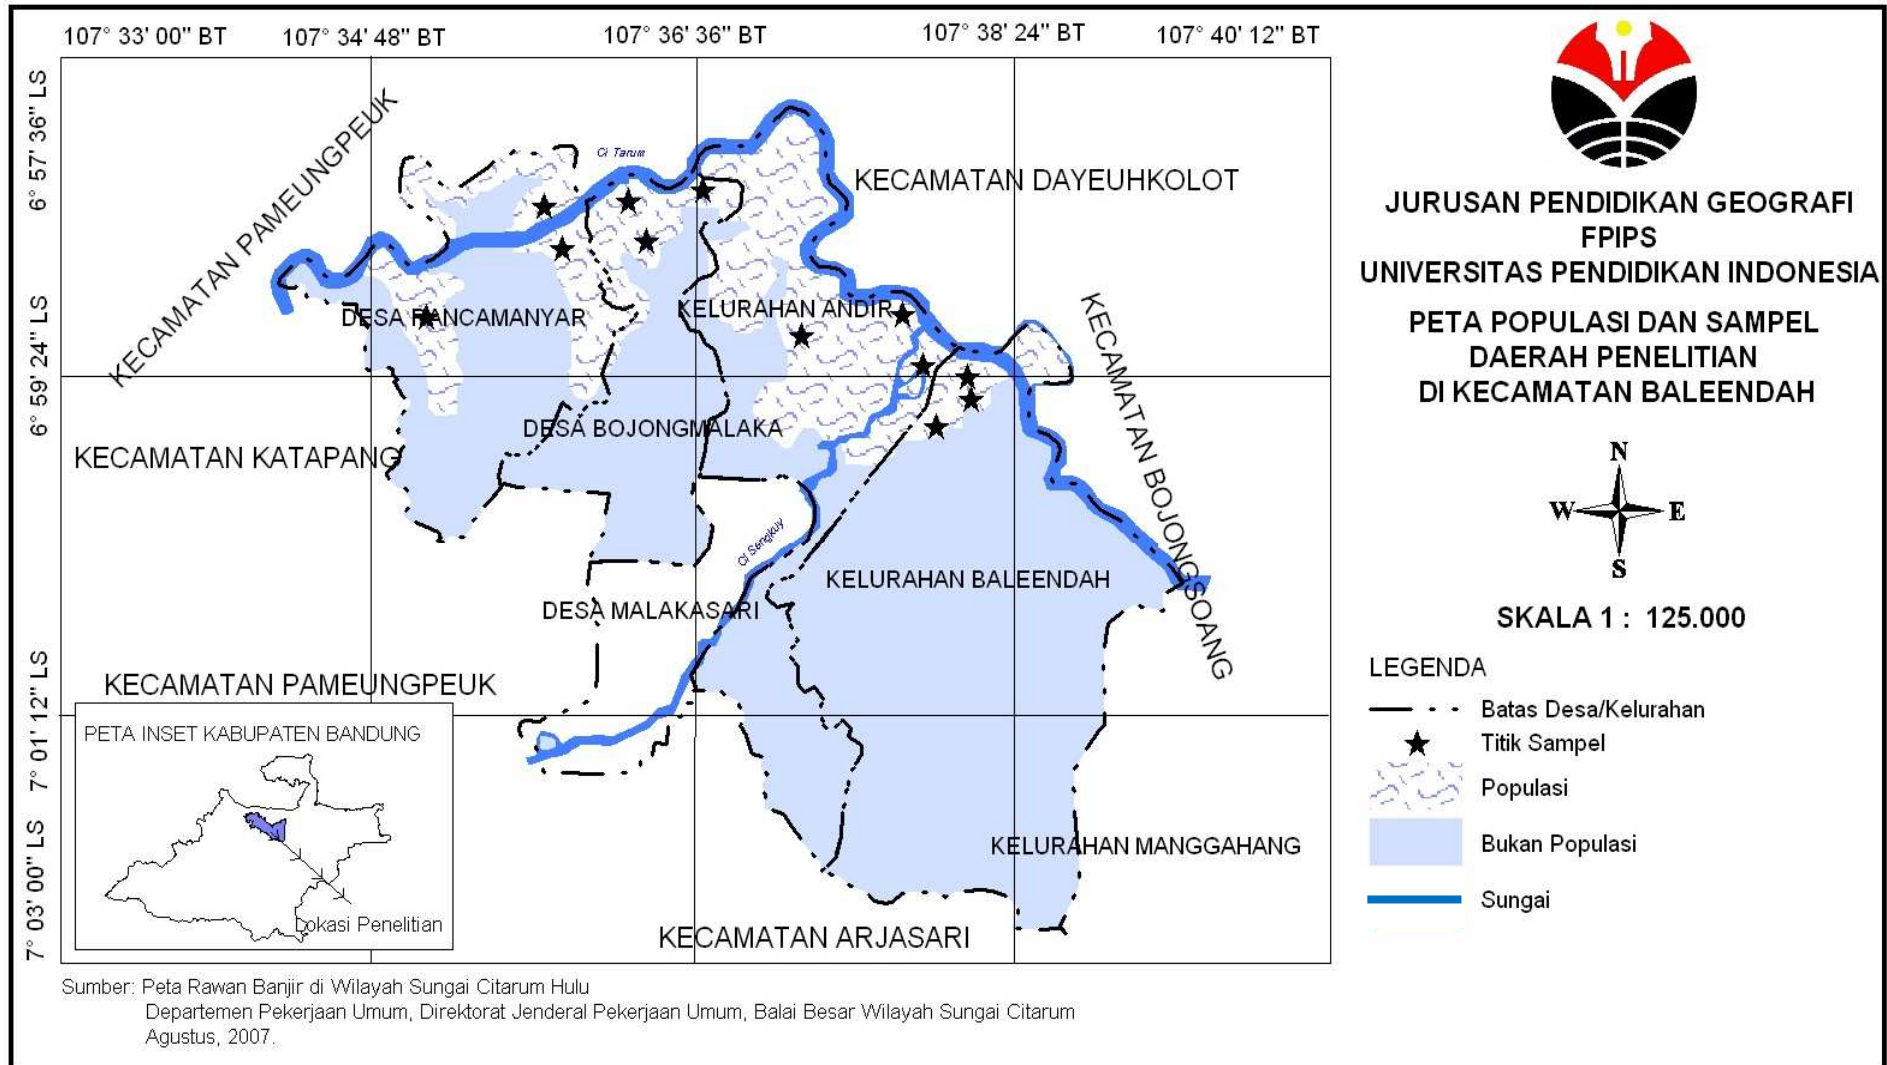 107° 33' 00" BT
107° 34' 48" BT
107° 36' 36" BT
107° 38' 24" BT
107° 40' 12" BT
6° 57' 36" LS
6° 59' 24" LS
7° 01' 12" LS
7° 03' 00" LS
KECAMATAN PAMEUNGPEUK
Ci Tarum
KECAMATAN DAYEUHKOLOT
DESA RANCAMANYAR
KELURAHAN ANDIR
KECAMATAN BOJONGSOANG
DESA BOJONGMALAKA
KECAMATAN KATAPANG
Ci Sengkuy
KELURAHAN BALEENDAH
DESA MALAKASARI
KECAMATAN PAMEUNGPEUK
KELURAHAN MANGGAHANG
KECAMATAN ARJASARI
PETA INSET KABUPATEN BANDUNG
Lokasi Penelitian
Sumber: Peta Rawan Banjir di Wilayah Sungai Citarum Hulu
Departemen Pekerjaan Umum, Direktorat Jenderal Pekerjaan Umum, Balai Besar Wilayah Sungai Citarum
Agustus, 2007.
JURUSAN PENDIDIKAN GEOGRAFI
FPIPS
UNIVERSITAS PENDIDIKAN INDONESIA
PETA POPULASI DAN SAMPEL
DAERAH PENELITIAN
DI KECAMATAN BALEENDAH
N
W E
S
SKALA 1 : 125.000
LEGENDA
Batas Desa/Kelurahan
Titik Sampel
Populasi
Bukan Populasi
Sungai